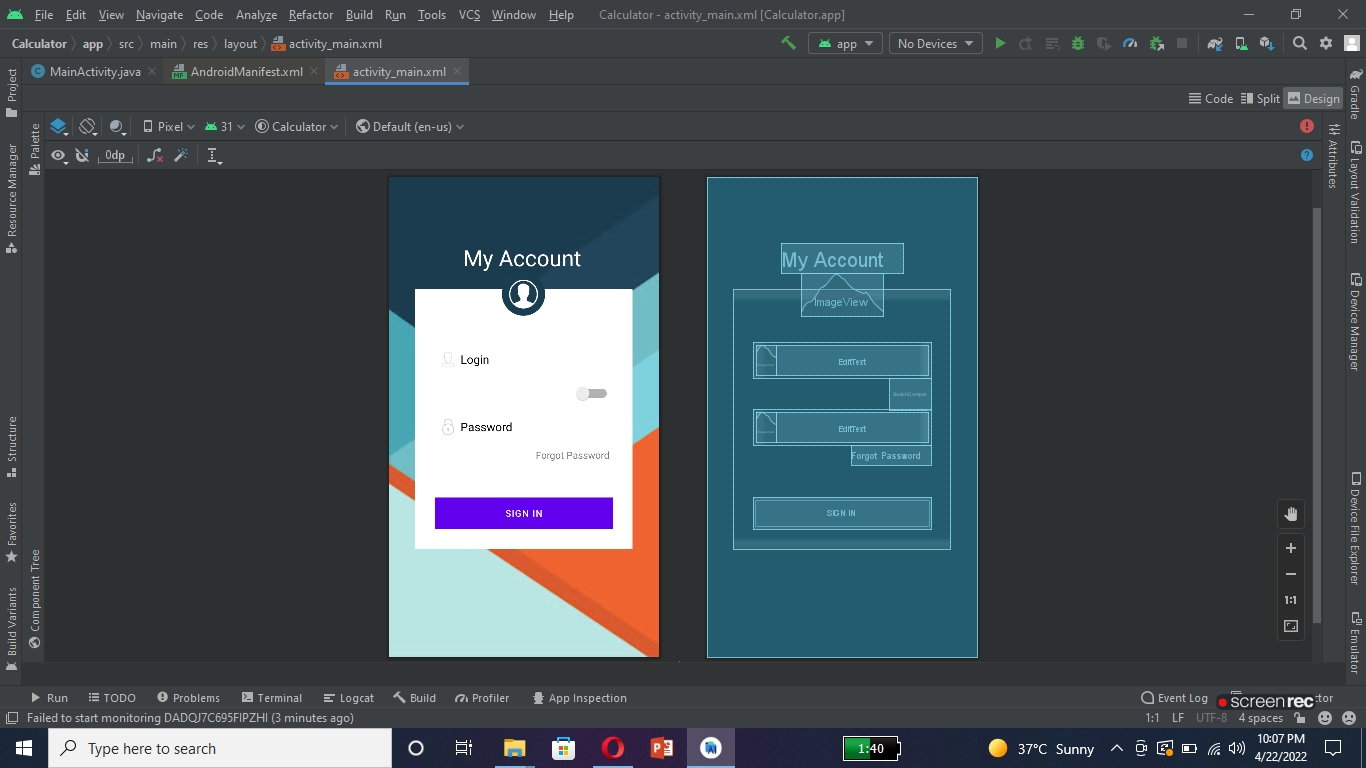 File Edit View Navigate Code Analyze Refactor Build Run Tools VCS Window Help Calculator - activity_main.xml [Calculator.app]
Calculator app src main res layout activity_main.xml app No Devices
MainActivity.java AndroidManifest.xml activity_main.xml
Code Split Design
Pixel 31 Calculator Default (en-us)
0dp
Project
Resource Manager
Structure
Favorites
Build Variants
Palette
Component Tree
My Account
Login
Password
Forgot Password
SIGN IN
My Account
ImageView
EditText
EditText
Forgot Password
SIGN IN
1:1
Attributes
Gradle
Layout Validation
Device Manager
Device File Explorer
Emulator
Run TODO Problems Terminal Logcat Build Profiler App Inspection Event Log
screenrec
Failed to start monitoring DADQJ7C695FIPZHI (3 minutes ago) 1:1 LF UTF-8 4 spaces
Type here to search 1:40 37°C Sunny 10:07 PM
4/22/2022